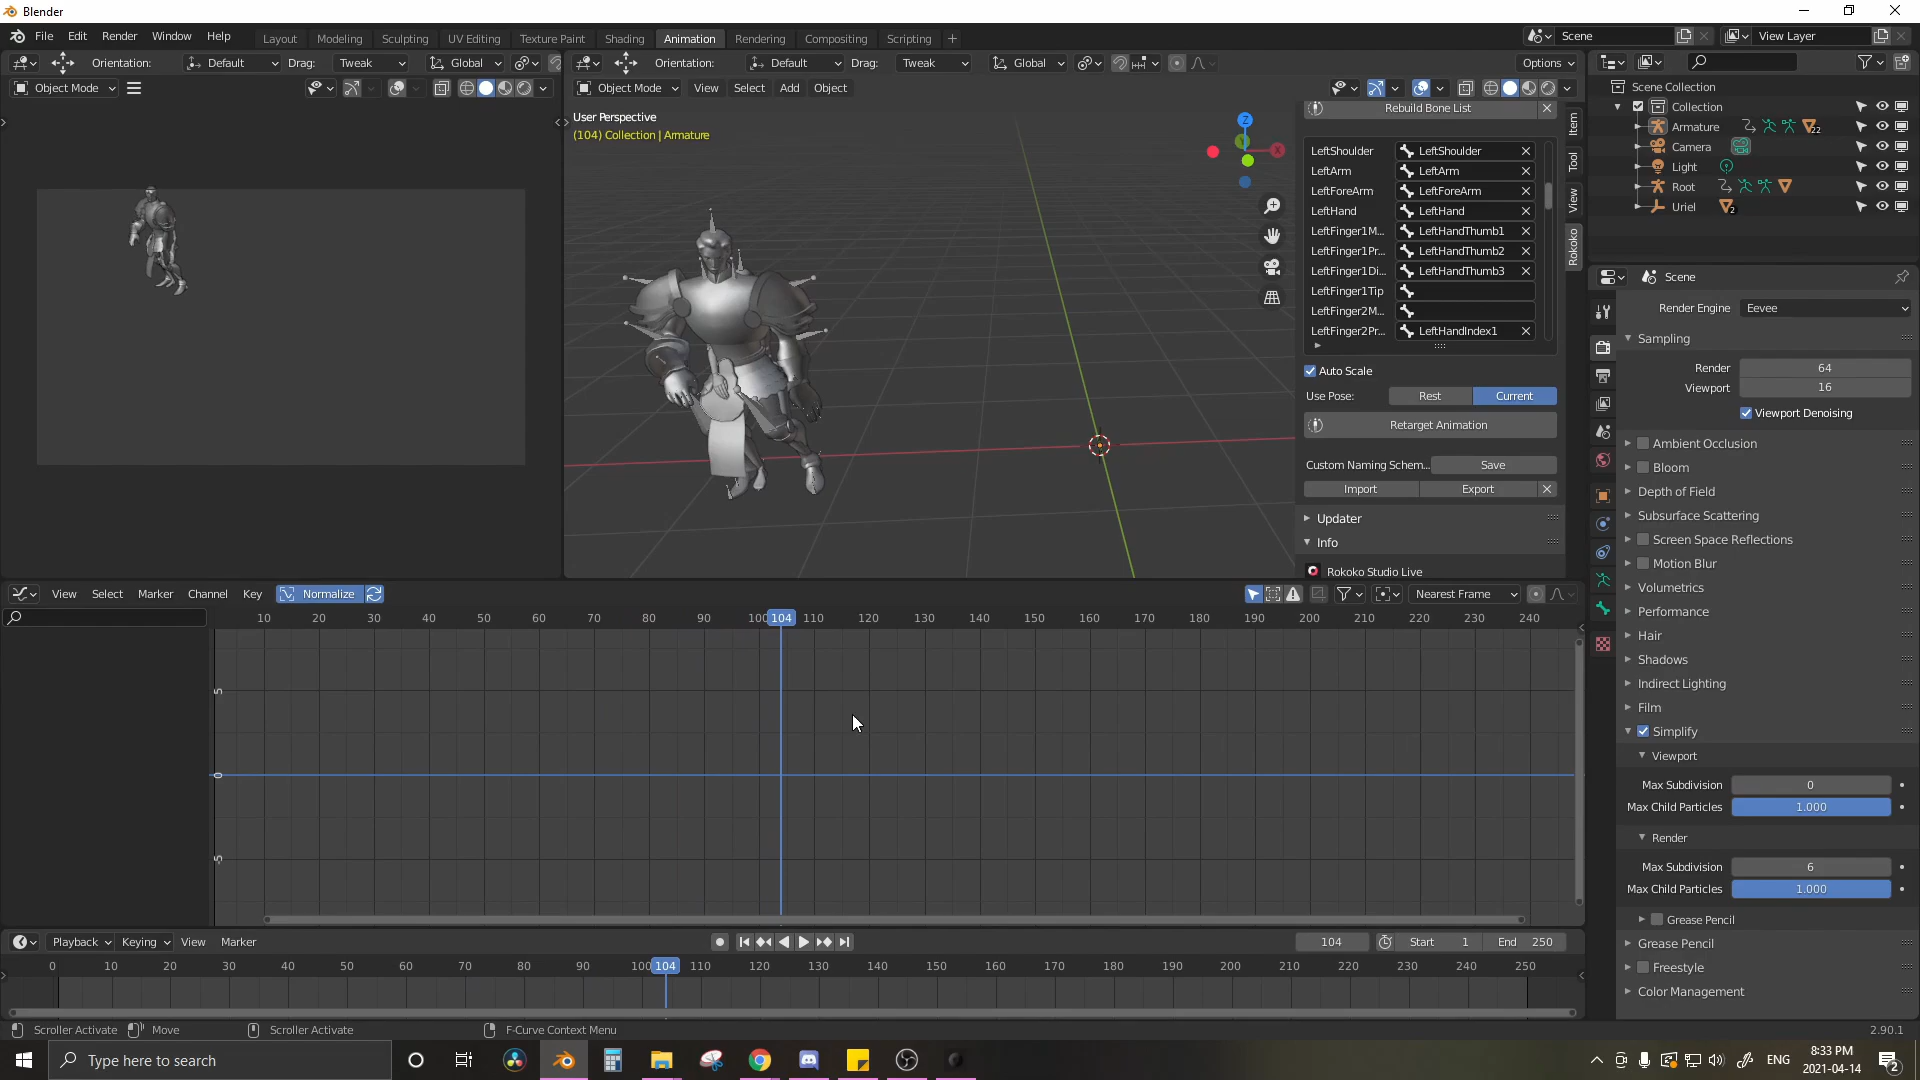 Blender
File Edit Render Window Help Layout Modeling Sculpting UV Editing Texture Paint Shading Animation Rendering Compositing Scripting + Scene View Layer
Orientation: Default Drag: Tweak Global
Orientation: Default Drag: Tweak Global Options
Object Mode
Object Mode View Select Add Object
User Perspective
(104) Collection | Armature
Z
X
Rebuild Bone List
LeftShoulder LeftShoulder
LeftArm LeftArm
LeftForeArm LeftForeArm
LeftHand LeftHand
LeftFinger1M... LeftHandThumb1
LeftFinger1Pr... LeftHandThumb2
LeftFinger1Di... LeftHandThumb3
LeftFinger1Tip
LeftFinger2M...
LeftFinger2Pr... LeftHandIndex1
Auto Scale
Use Pose: Rest Current
Retarget Animation
Custom Naming Schem... Save
Import Export
Updater
Info
Rokoko Studio Live
Item
Tool
View
Rokoko
Scene Collection
Collection
Armature 22
Camera
Light
Root
Uriel 2
Scene
Render Engine Eevee
Sampling
Render 64
Viewport 16
Viewport Denoising
Ambient Occlusion
Bloom
Depth of Field
Subsurface Scattering
Screen Space Reflections
Motion Blur
Volumetrics
Performance
Hair
Shadows
Indirect Lighting
Film
Simplify
Viewport
Max Subdivision 0
Max Child Particles 1.000
Render
Max Subdivision 6
Max Child Particles 1.000
Grease Pencil
Grease Pencil
Freestyle
Color Management
View Select Marker Channel Key Normalize Nearest Frame
10 20 30 40 50 60 70 80 90 100 104 110 120 130 140 150 160 170 180 190 200 210 220 230 240
5
0
-5
Playback Keying View Marker 104 Start 1 End 250
0 10 20 30 40 50 60 70 80 90 100 104 110 120 130 140 150 160 170 180 190 200 210 220 230 240 250
Scroller Activate Move Scroller Activate F-Curve Context Menu 2.90.1
Type here to search
ENG
8:33 PM
2021-04-14
2